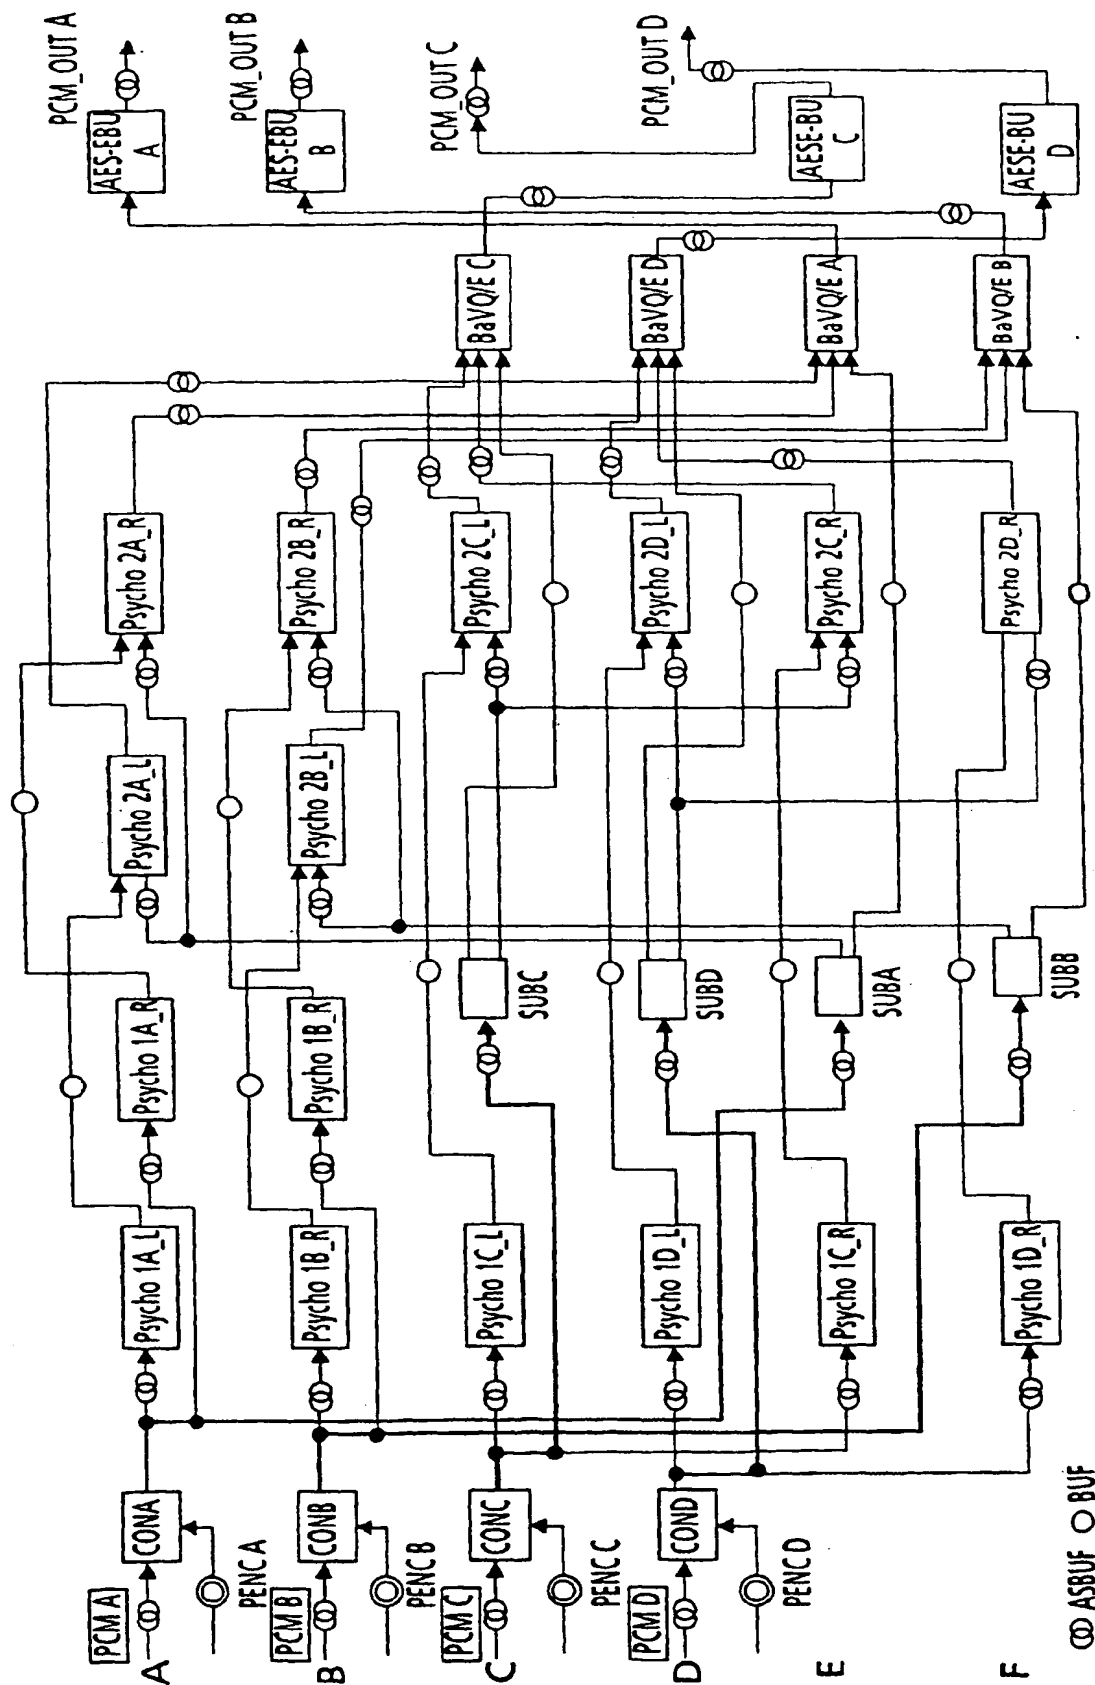 PCM_OUT A
PCM_OUT B
PCM_OUT C
PCM_OUT D
AES-EBU
A
AES-EBU
B
AESE-BU
C
AESE-BU
D
BaVQ/E C
BaVQ/E D
BaVQ/E A
BaVQ/E B
Psycho 2A_R
Psycho 2B_R
Psycho 2C_L
Psycho 2D_L
Psycho 2C_R
Psycho 2D_R
Psycho 2A_L
Psycho 2B_L
SUBC
SUBD
SUBA
SUBB
Psycho 1A_R
Psycho 1B_R
Psycho 1A_L
Psycho 1B_R
Psycho 1C_L
Psycho 1D_L
Psycho 1C_R
Psycho 1D_R
CONA
CONB
CONC
COND
PENC A
PENC B
PENC C
PENC D
PCM A
PCM B
PCM C
PCM D
A
B
C
D
E
F
ASBUF
BUF